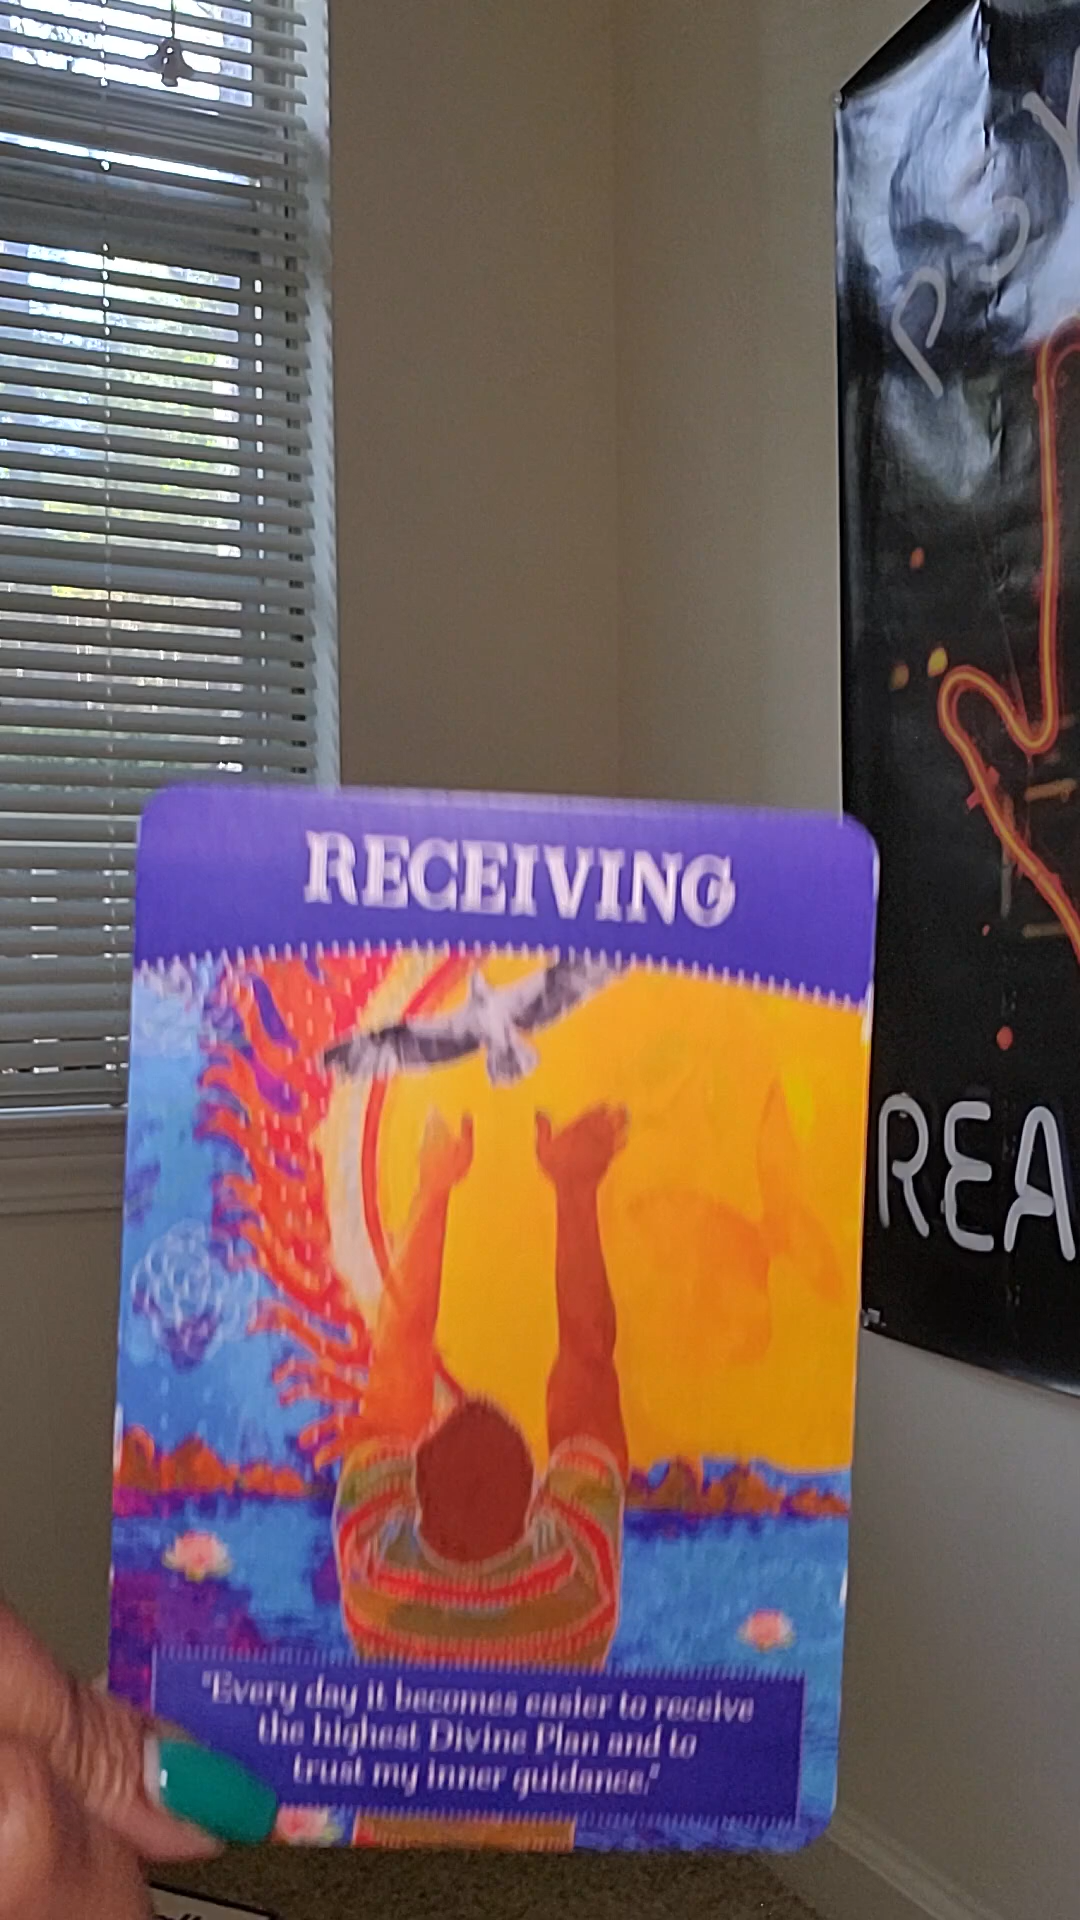 RECEIVING
"Every day it becomes easier to receive
the highest Divine Plan and to
trust my inner guidance."
PSY
REA